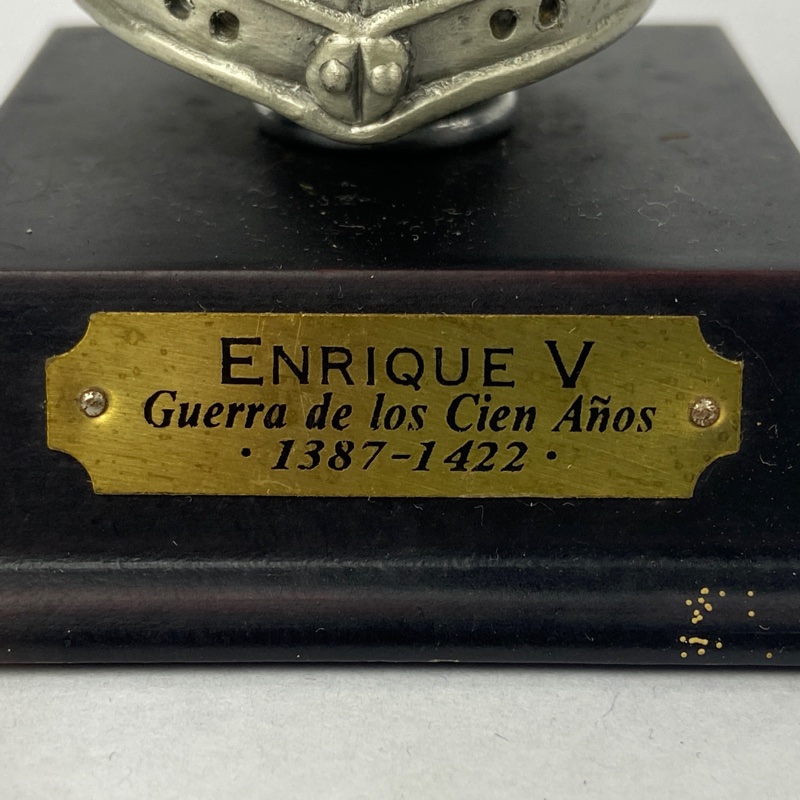 ENRIQUE V
Guerra de los Cien Años
· 1387-1422 ·